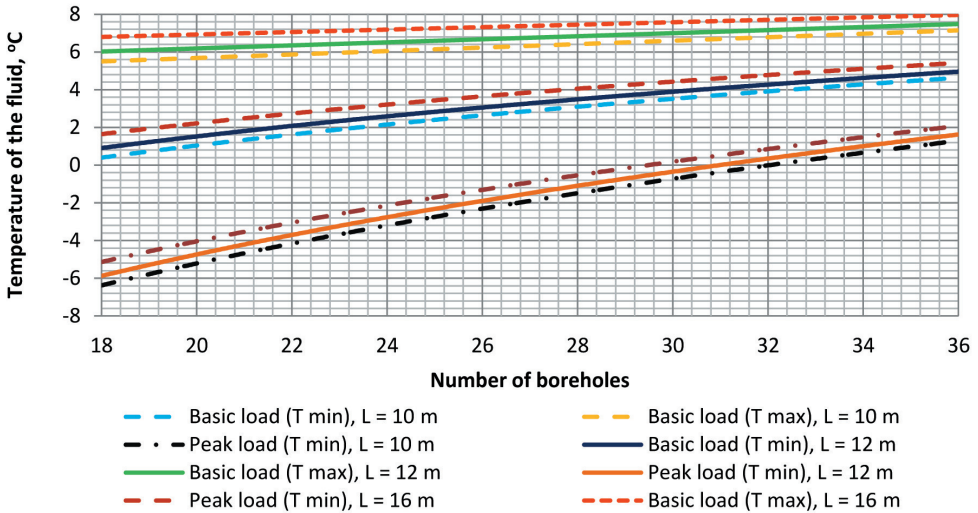 Temperature of the fluid, ºC
8
6
4
2
0
-2
-4
-6
-8
18 20 22 24 26 28 30 32 34 36
Number of boreholes
Basic load (T min), L = 10 m
Basic load (T max), L = 10 m
Peak load (T min), L = 10 m
Basic load (T min), L = 12 m
Basic load (T max), L = 12 m
Peak load (T min), L = 12 m
Peak load (T min), L = 16 m
Basic load (T max), L = 16 m